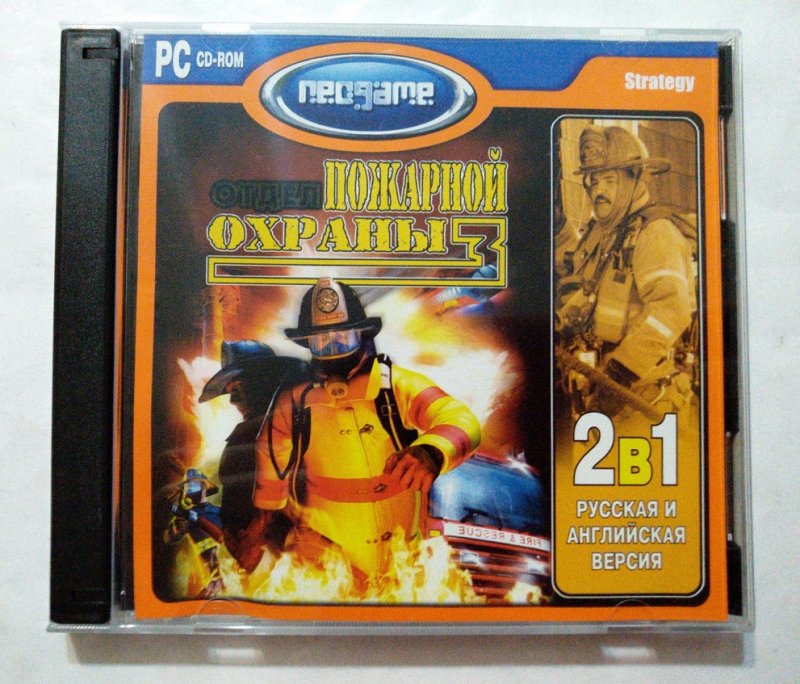 PC CD-ROM
neogame
Strategy
ОТДЕЛ ПОЖАРНОЙ
ОХРАНЫ 3
FIRE & RESCUE
2в1
РУССКАЯ И
АНГЛИЙСКАЯ
ВЕРСИЯ